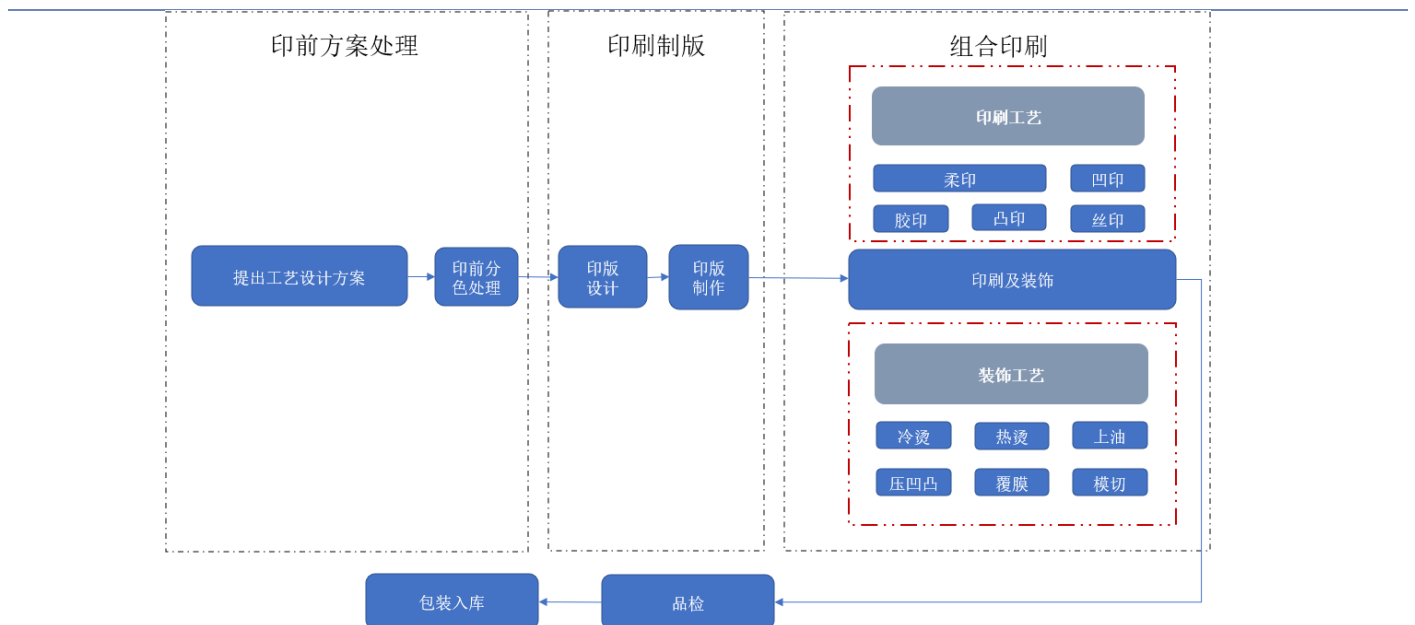 印前方案处理
印刷制版
组合印刷
印刷工艺
柔印
凹印
胶印
凸印
丝印
提出工艺设计方案
印前分
色处理
印版
设计
印版
制作
印刷及装饰
装饰工艺
冷烫
热烫
上油
压凹凸
覆膜
模切
包装入库
品检